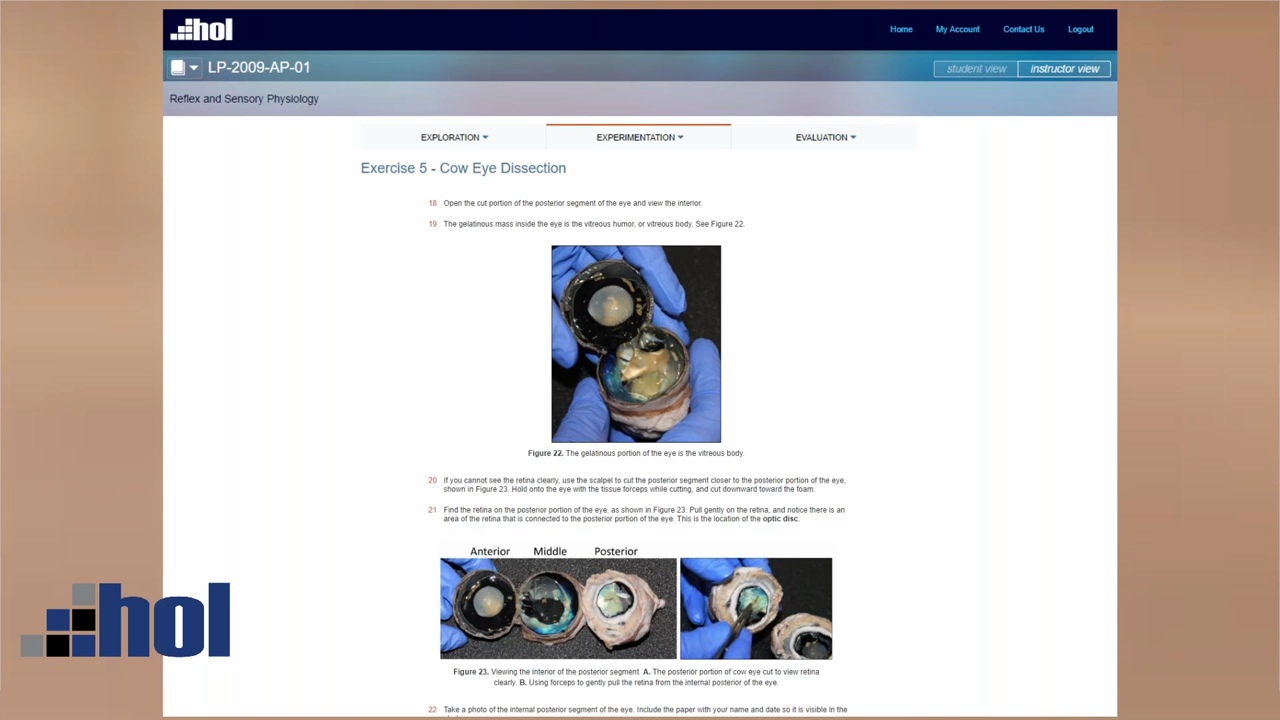 hol
Home My Account Contact Us Logout
LP-2009-AP-01
student view instructor view
Reflex and Sensory Physiology
EXPLORATION EXPERIMENTATION EVALUATION
Exercise 5 - Cow Eye Dissection
18 Open the cut portion of the posterior segment of the eye and view the interior.
19 The gelatinous mass inside the eye is the vitreous humor, or vitreous body. See Figure 22.
Figure 22. The gelatinous portion of the eye is the vitreous body.
20 If you cannot see the retina clearly, use the scalpel to cut the posterior segment closer to the posterior portion of the eye,
shown in Figure 23. Hold onto the eye with the tissue forceps while cutting, and cut downward toward the foam.
21 Find the retina on the posterior portion of the eye, as shown in Figure 23. Pull gently on the retina, and notice there is an
area of the retina that is connected to the posterior portion of the eye. This is the location of the optic disc.
Anterior Middle Posterior
Figure 23. Viewing the interior of the posterior segment. A. The posterior portion of cow eye cut to view retina
clearly. B. Using forceps to gently pull the retina from the internal posterior of the eye.
22 Take a photo of the internal posterior segment of the eye. Include the paper with your name and date so it is visible in the
hol